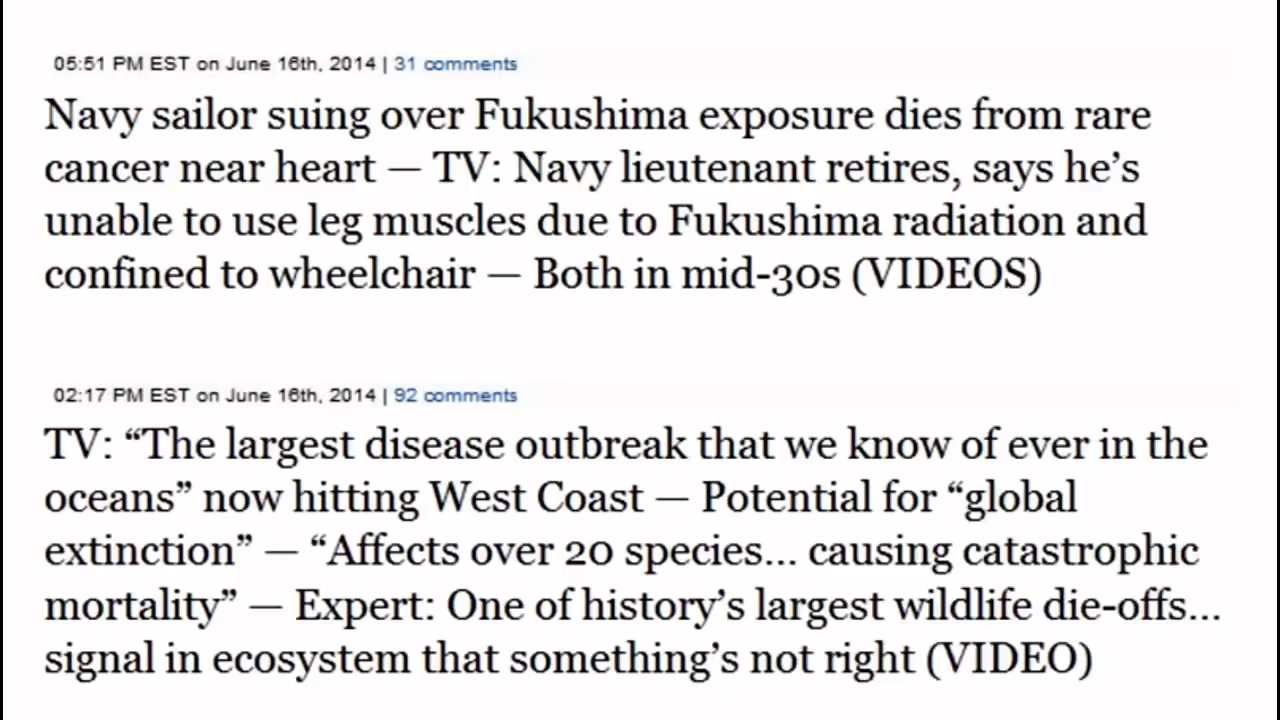 05:51 PM EST on June 16th, 2014 | 31 comments
Navy sailor suing over Fukushima exposure dies from rare
cancer near heart — TV: Navy lieutenant retires, says he’s
unable to use leg muscles due to Fukushima radiation and
confined to wheelchair — Both in mid-30s (VIDEOS)
02:17 PM EST on June 16th, 2014 | 92 comments
TV: “The largest disease outbreak that we know of ever in the
oceans” now hitting West Coast — Potential for “global
extinction” — “Affects over 20 species… causing catastrophic
mortality” — Expert: One of history’s largest wildlife die-offs…
signal in ecosystem that something’s not right (VIDEO)